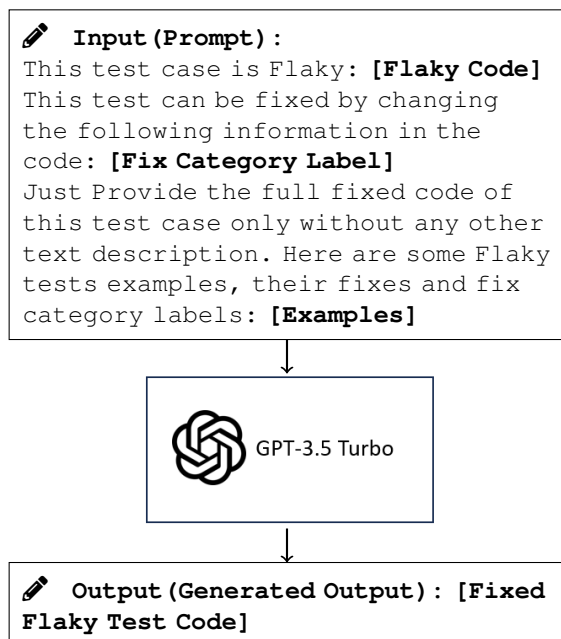 Input(Prompt):
This test case is Flaky: [Flaky Code]
This test can be fixed by changing
the following information in the
code: [Fix Category Label]
Just Provide the full fixed code of
this test case only without any other
text description. Here are some Flaky
tests examples, their fixes and fix
category labels: [Examples]
GPT-3.5 Turbo
Output(Generated Output): [Fixed
Flaky Test Code]